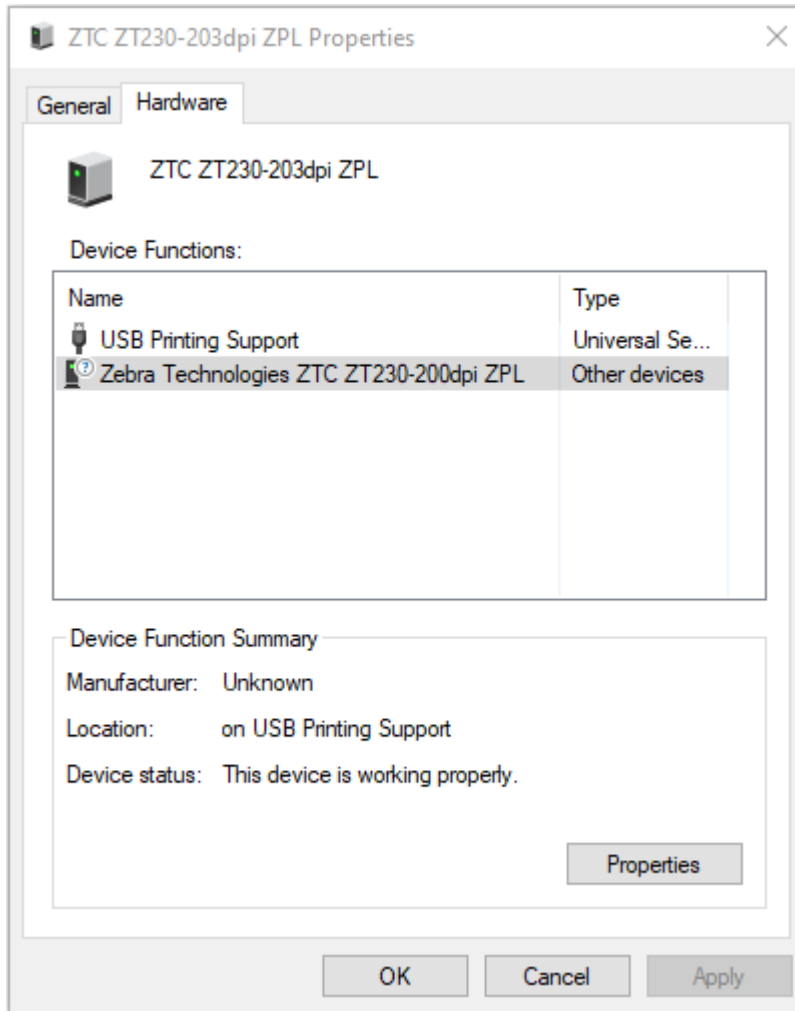 ZTC ZT230-203dpi ZPL Properties
General Hardware
ZTC ZT230-203dpi ZPL
Device Functions:
Name Type
USB Printing Support Universal Se...
Zebra Technologies ZTC ZT230-200dpi ZPL Other devices
Device Function Summary
Manufacturer: Unknown
Location: on USB Printing Support
Device status: This device is working properly.
Properties
OK Cancel Apply